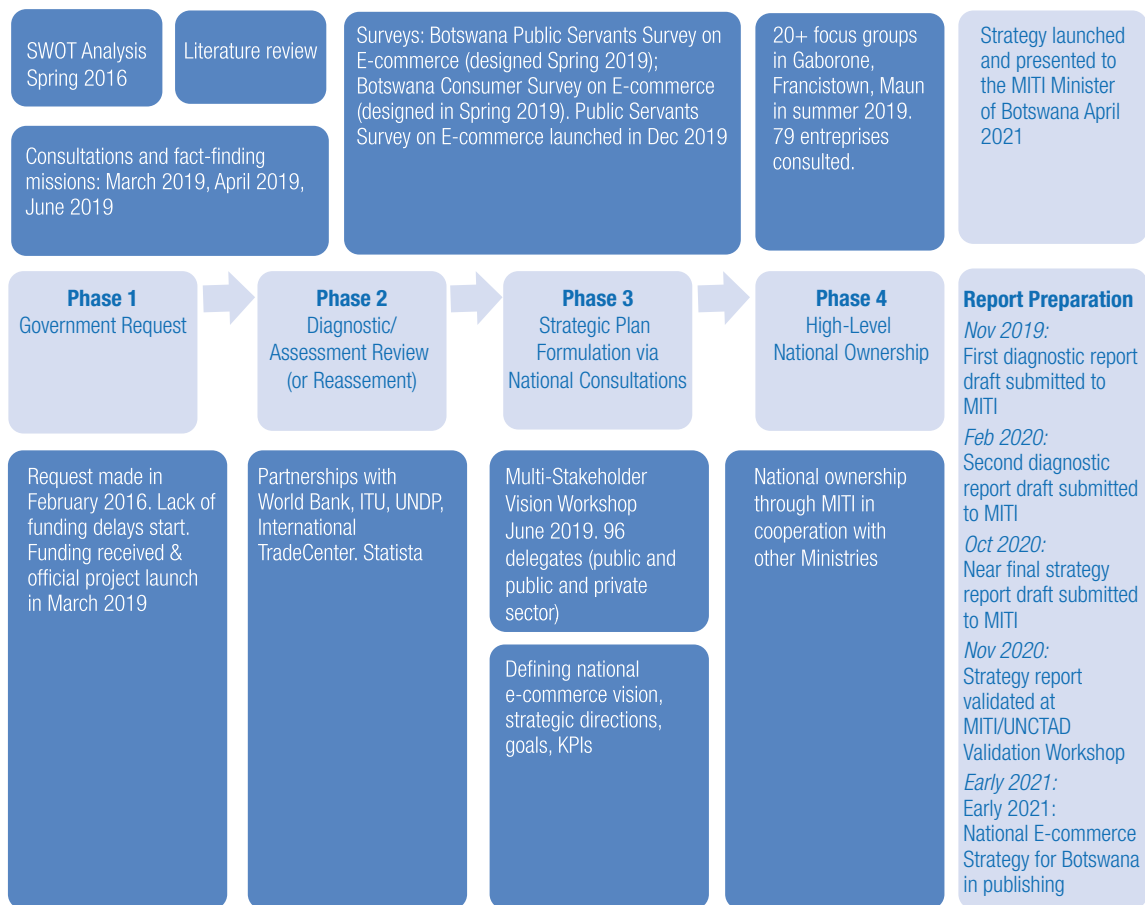 SWOT Analysis
Spring 2016
Literature review
Consultations and fact-finding
missions: March 2019, April 2019,
June 2019
Surveys: Botswana Public Servants Survey on
E-commerce (designed Spring 2019);
Botswana Consumer Survey on E-commerce
(designed in Spring 2019). Public Servants
Survey on E-commerce launched in Dec 2019
20+ focus groups
in Gaborone,
Francistown, Maun
in summer 2019.
79 entreprises
consulted.
Strategy launched
and presented to
the MITI Minister
of Botswana April
2021
Phase 1
Government Request
Phase 2
Diagnostic/
Assessment Review
(or Reassement)
Phase 3
Strategic Plan
Formulation via
National Consultations
Phase 4
High-Level
National Ownership
Request made in
February 2016. Lack of
funding delays start.
Funding received &
official project launch
in March 2019
Partnerships with
World Bank, ITU, UNDP,
International
TradeCenter. Statista
Multi-Stakeholder
Vision Workshop
June 2019. 96
delegates (public and
public and private
sector)
Defining national
e-commerce vision,
strategic directions,
goals, KPIs
National ownership
through MITI in
cooperation with
other Ministries
Report Preparation
Nov 2019:
First diagnostic report
draft submitted to
MITI
Feb 2020:
Second diagnostic
report draft submitted
to MITI
Oct 2020:
Near final strategy
report draft submitted
to MITI
Nov 2020:
Strategy report
validated at
MITI/UNCTAD
Validation Workshop
Early 2021:
Early 2021:
National E-commerce
Strategy for Botswana
in publishing